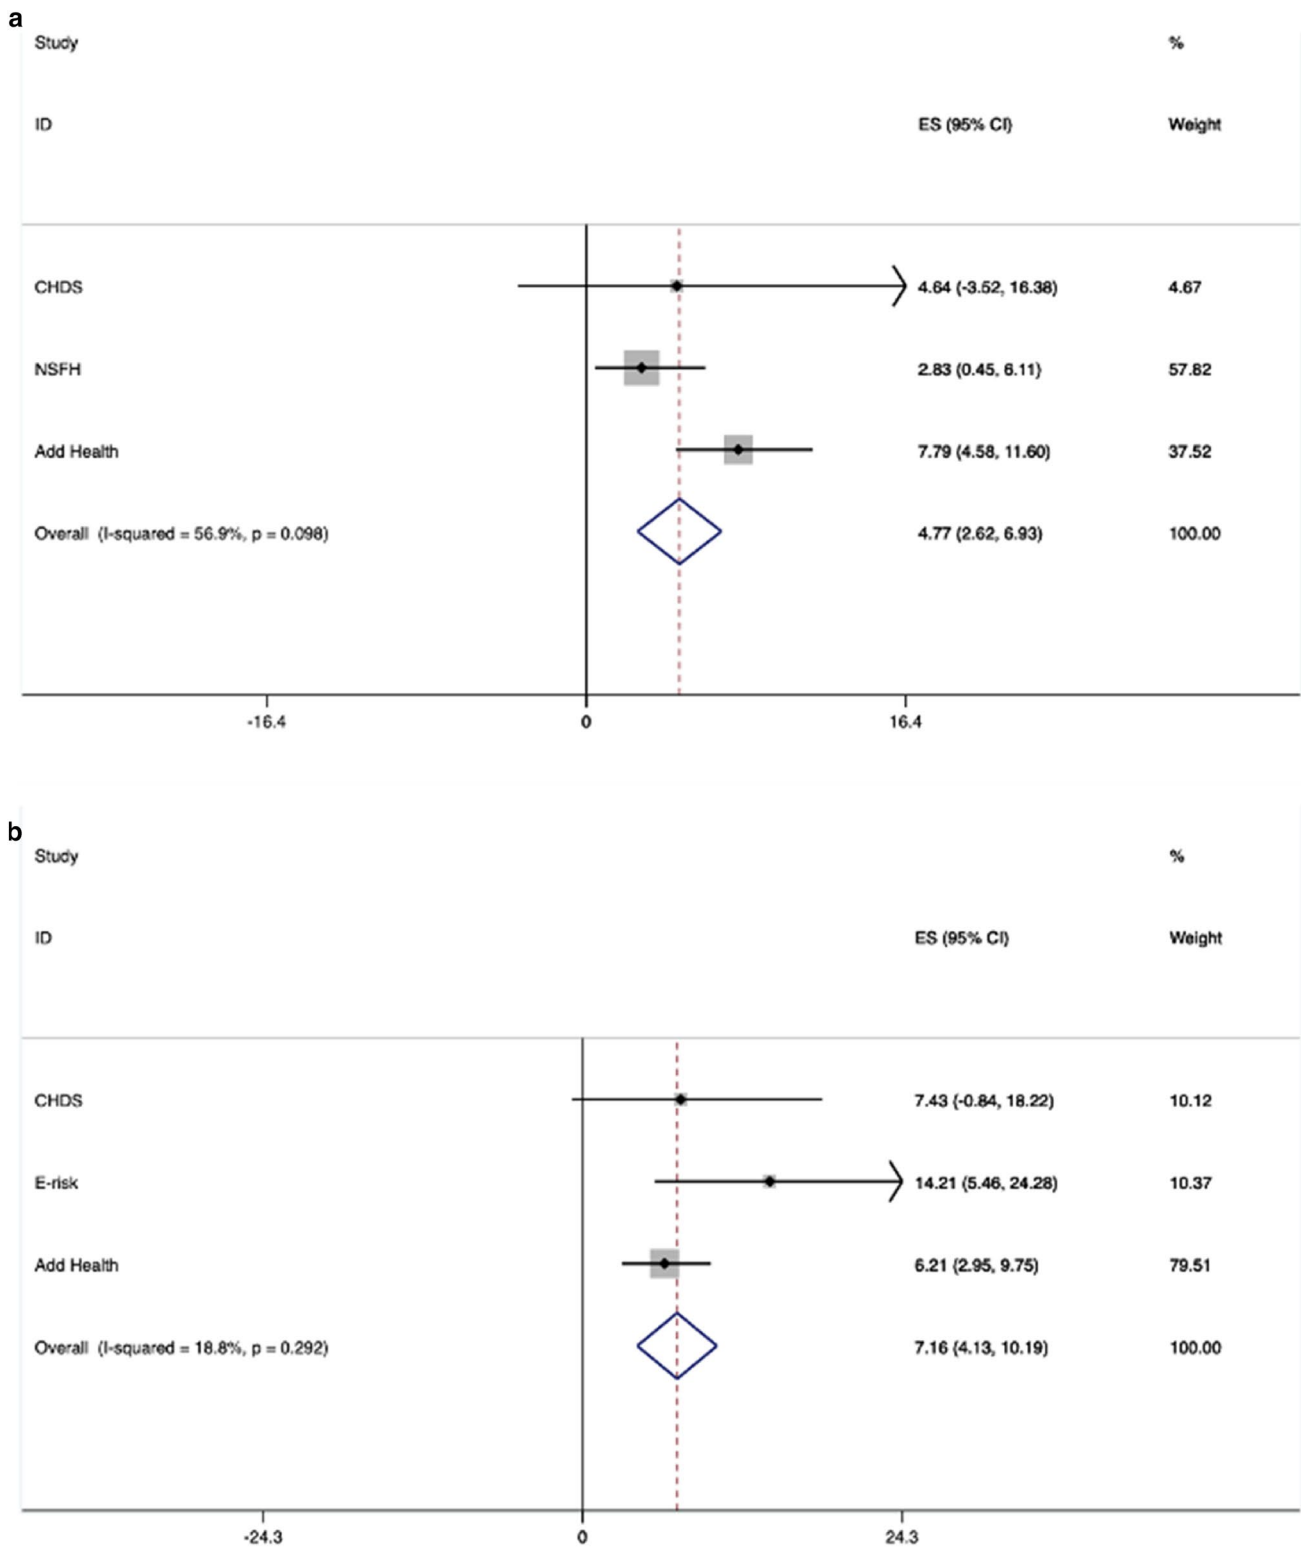 a
Study %
ID ES (95% CI) Weight
CHDS 4.64 (-3.52, 16.38) 4.67
NSFH 2.83 (0.45, 6.11) 57.82
Add Health 7.79 (4.58, 11.60) 37.52
Overall (I-squared = 56.9%, p = 0.098) 4.77 (2.62, 6.93) 100.00
-16.4 0 16.4
b
Study %
ID ES (95% CI) Weight
CHDS 7.43 (-0.84, 18.22) 10.12
E-risk 14.21 (5.46, 24.28) 10.37
Add Health 6.21 (2.95, 9.75) 79.51
Overall (I-squared = 18.8%, p = 0.292) 7.16 (4.13, 10.19) 100.00
-24.3 0 24.3